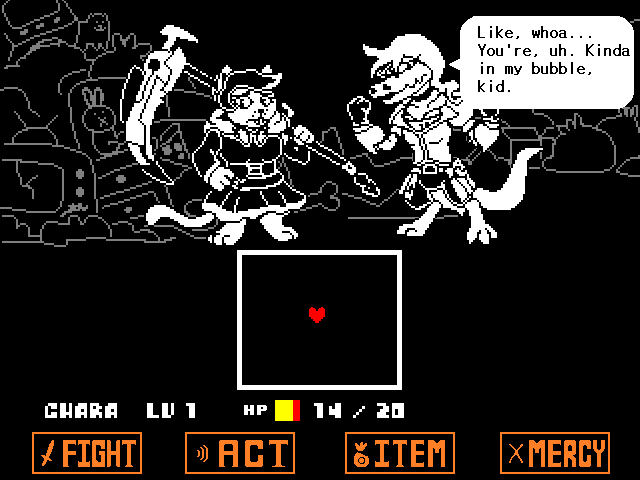 Like, whoa...
You're, uh. Kinda
in my bubble,
kid.
CHARA LV 1 HP 14 / 20
FIGHT ACT ITEM MERCY